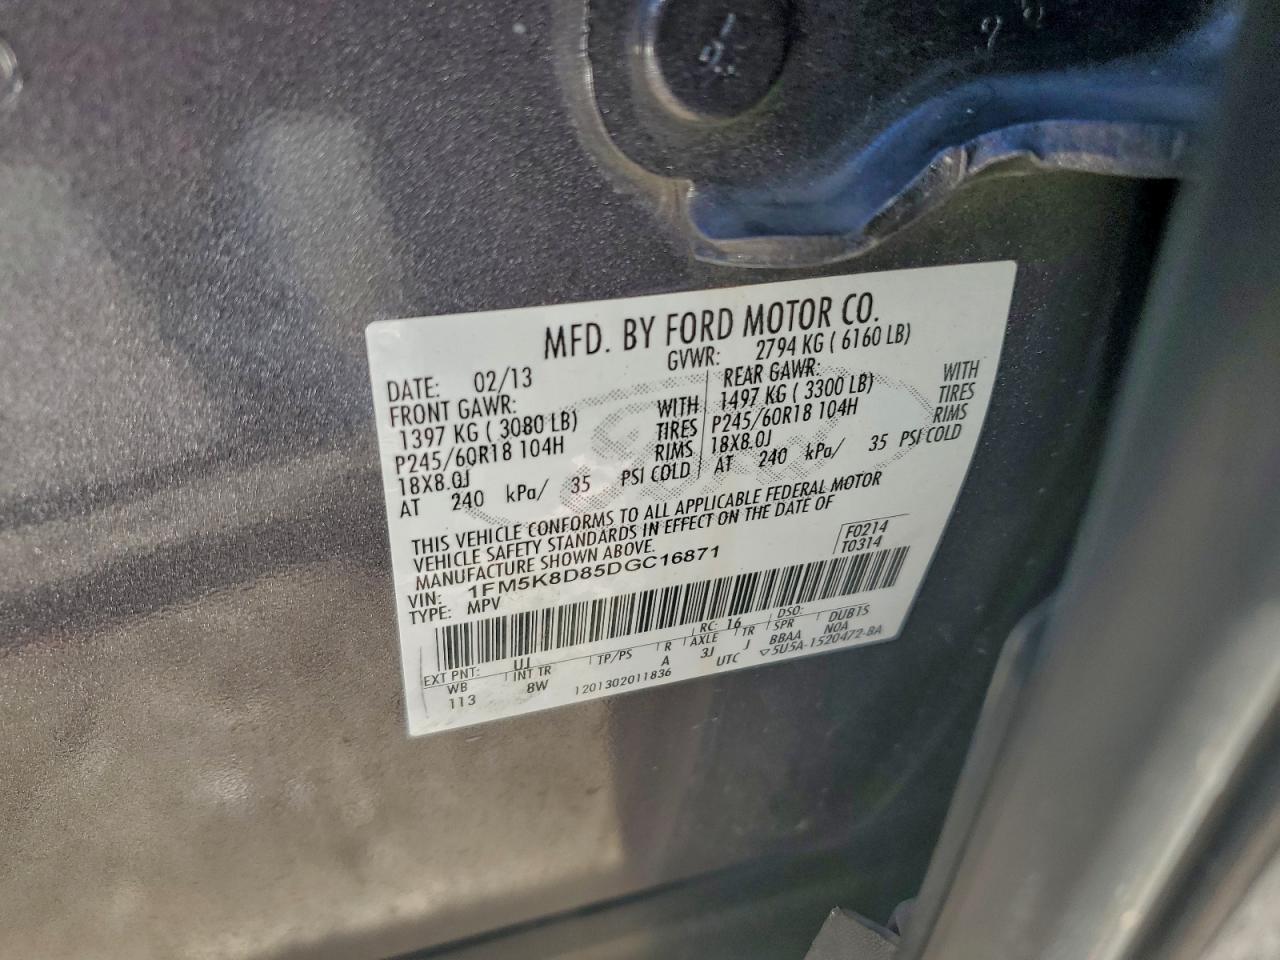 MFD. BY FORD MOTOR CO.
DATE: 02/13 GVWR: 2794 KG ( 6160 LB)
FRONT GAWR: REAR GAWR:
1397 KG ( 3080 LB) WITH 1497 KG ( 3300 LB) WITH
P245/60R18 104H TIRES P245/60R18 104H TIRES
18X8.0J RIMS 18X8.0J RIMS
AT 240 kPa/ 35 PSI COLD AT 240 kPa/ 35 PSI COLD
THIS VEHICLE CONFORMS TO ALL APPLICABLE FEDERAL MOTOR
VEHICLE SAFETY STANDARDS IN EFFECT ON THE DATE OF
MANUFACTURE SHOWN ABOVE.
F0214
T0314
VIN: 1FM5K8D85DGC16871
TYPE: MPV
EXT PNT: UJ RC: 16 DSO:
WB INT TR TP/PS R AXLE TR SPR DUB1S
113 8W A 3J J BBAA NOA
1201302011836 UTC ▽5U5A-1520472-BA